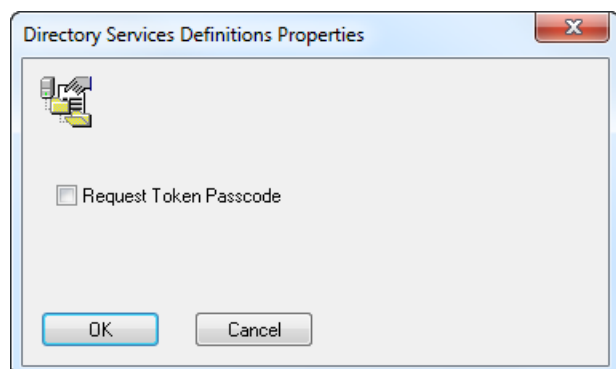 Directory Services Definitions Properties
Request Token Passcode
OK Cancel